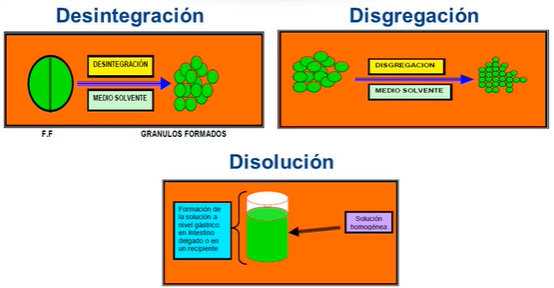 Desintegración
DESINTEGRACIÓN
MEDIO SOLVENTE
F.F
GRANULOS FORMADOS
Disgregación
DISGREGACION
MEDIO SOLVENTE
Disolución
Formación de
la solución a
nivel gástrico,
en intestino
delgado o en
un recipiente
Solución
homogénea